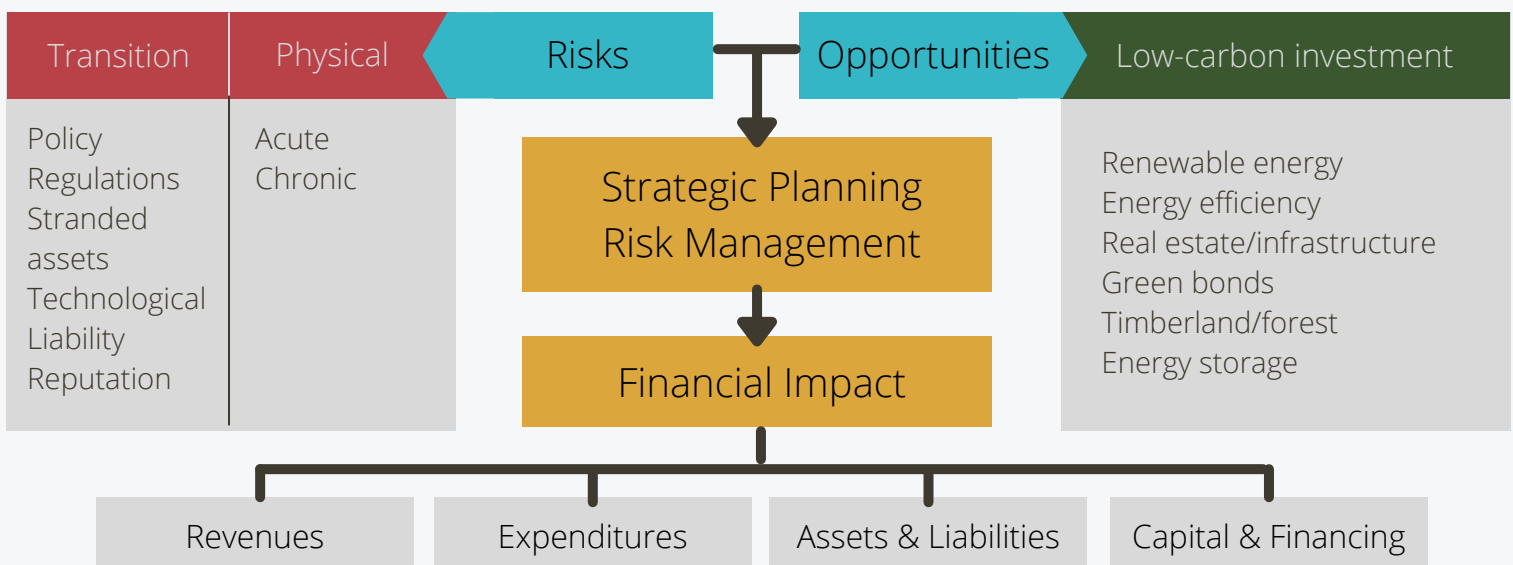 Transition
Physical
Risks
Opportunities
Low-carbon investment
Policy
Regulations
Stranded
assets
Technological
Liability
Reputation
Acute
Chronic
Strategic Planning
Risk Management
Financial Impact
Renewable energy
Energy efficiency
Real estate/infrastructure
Green bonds
Timberland/forest
Energy storage
Revenues
Expenditures
Assets & Liabilities
Capital & Financing